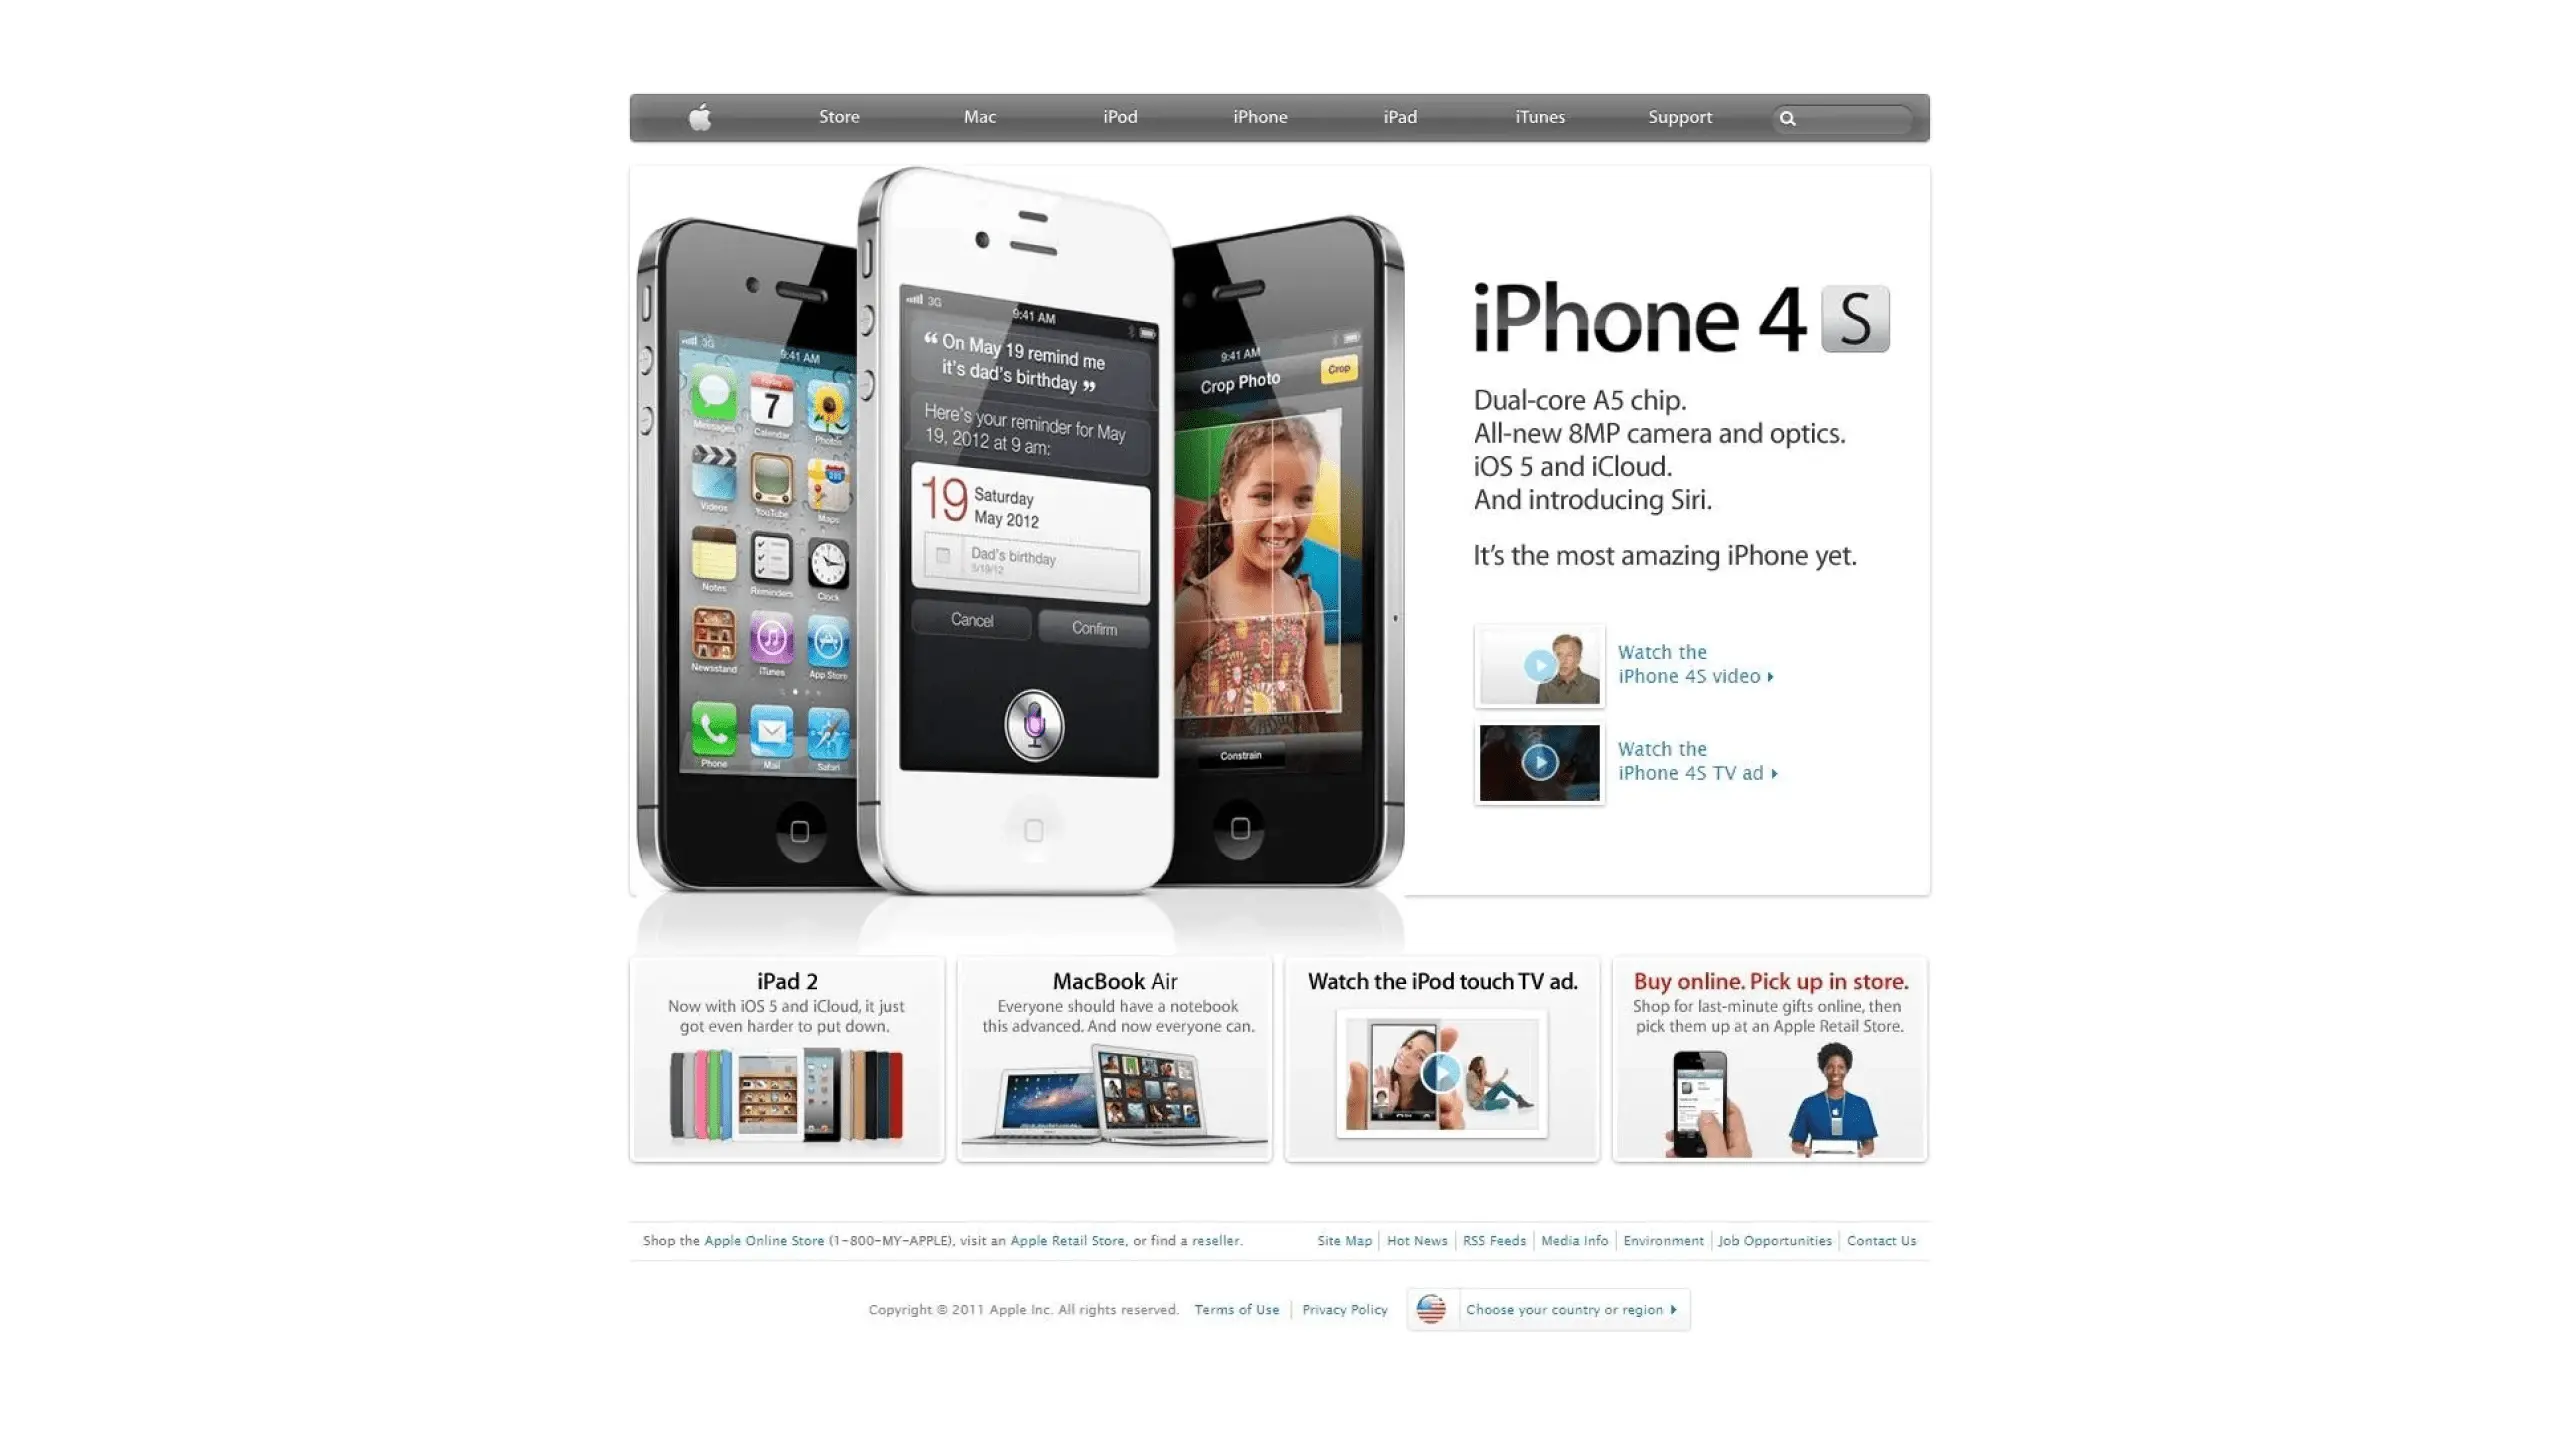 Store
Mac
iPod
iPhone
iPad
iTunes
Support
3G
9:41 AM
Messages
7
Calendar
Photos
Videos
YouTube
Maps
Notes
Reminders
Clock
Newsstand
iTunes
App Store
Phone
Mail
Safari
3G
9:41 AM
“ On May 19 remind me
it’s dad’s birthday ”
Here’s your reminder for May
19, 2012 at 9 am:
19
Saturday
May 2012
Dad’s birthday
5/19/12
Cancel
Confirm
9:41 AM
Crop Photo
Crop
Constrain
iPhone 4 S
Dual-core A5 chip.
All-new 8MP camera and optics.
iOS 5 and iCloud.
And introducing Siri.
It’s the most amazing iPhone yet.
Watch the
iPhone 4S video
Watch the
iPhone 4S TV ad
iPad 2
Now with iOS 5 and iCloud, it just
got even harder to put down.
MacBook Air
Everyone should have a notebook
this advanced. And now everyone can.
Watch the iPod touch TV ad.
Buy online. Pick up in store.
Shop for last-minute gifts online, then
pick them up at an Apple Retail Store.
Shop the Apple Online Store (1-800-MY-APPLE), visit an Apple Retail Store, or find a reseller.
Site Map | Hot News | RSS Feeds | Media Info | Environment | Job Opportunities | Contact Us
Copyright © 2011 Apple Inc. All rights reserved. Terms of Use | Privacy Policy
Choose your country or region